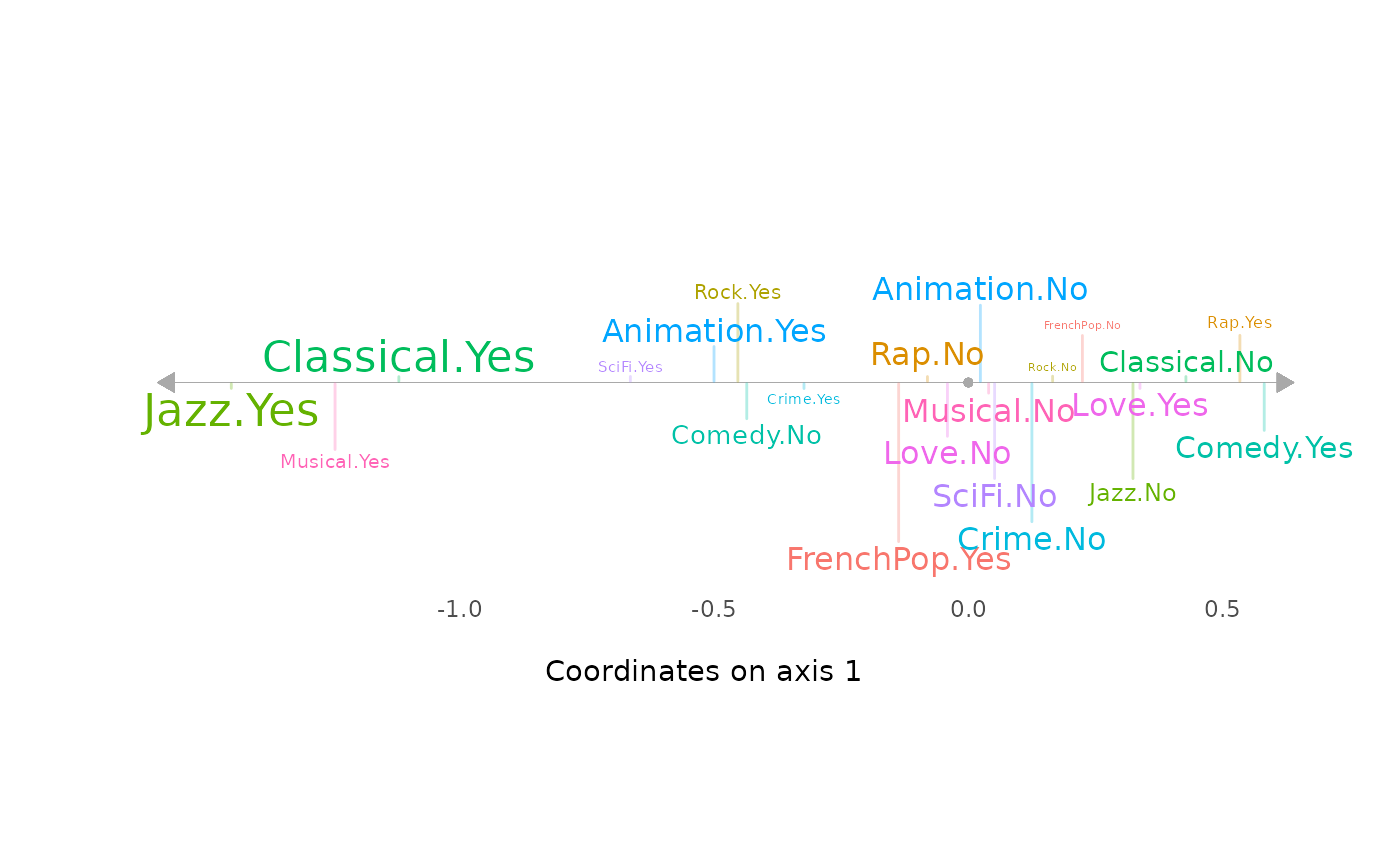 Animation.No
Rock.Yes
FrenchPop.No
Rap.Yes
Animation.Yes
Rap.No
Classical.Yes
SciFi.Yes
Rock.No
Classical.No
Jazz.Yes
Crime.Yes
Musical.No
Love.Yes
Comedy.No
Comedy.Yes
Musical.Yes
Love.No
SciFi.No
Jazz.No
Crime.No
FrenchPop.Yes
-1.0 -0.5 0.0 0.5
Coordinates on axis 1